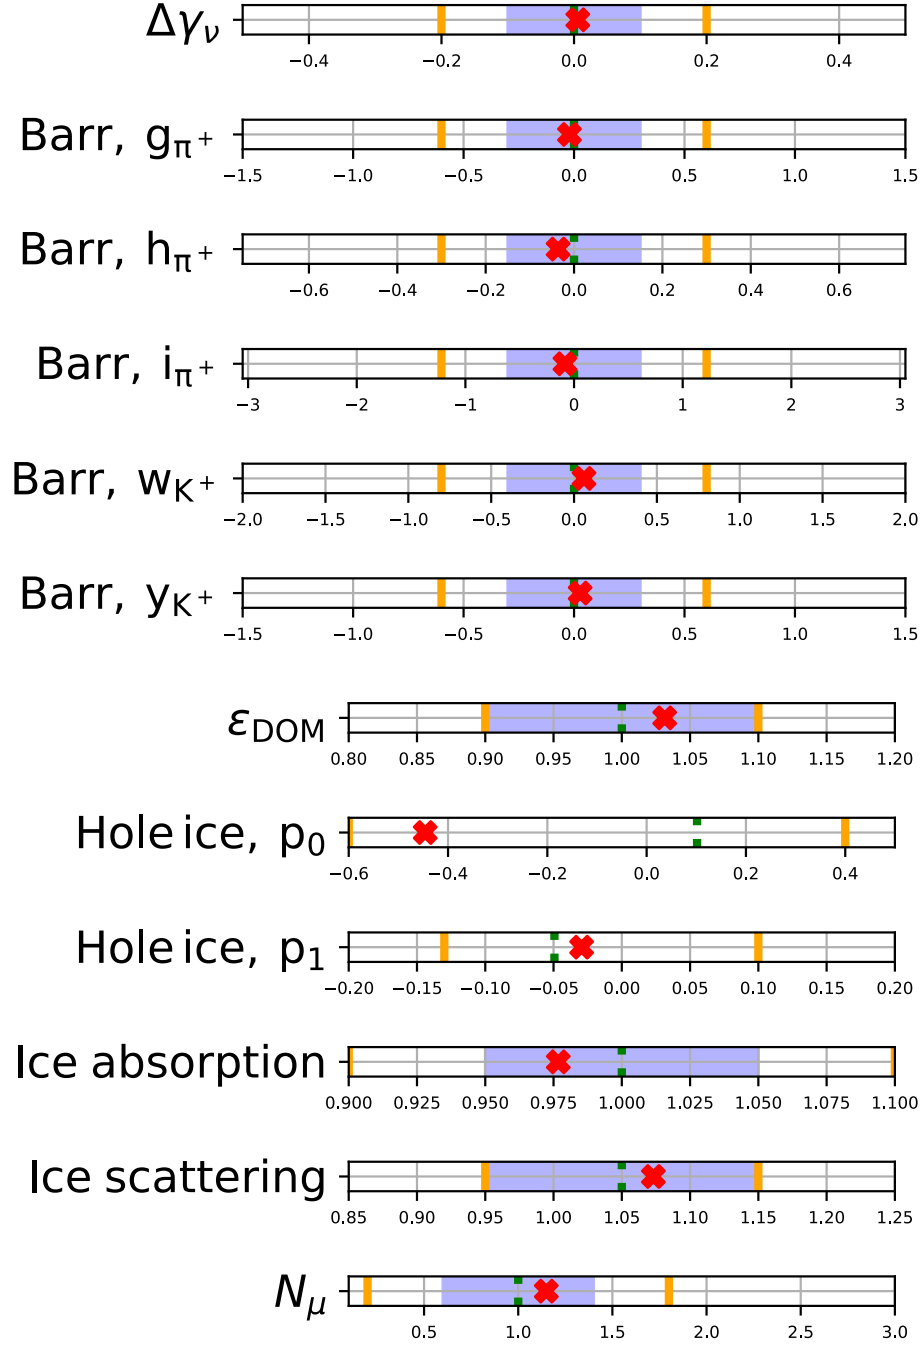 Δγν
−0.4 −0.2 0.0 0.2 0.4
Barr, gπ+
−1.5 −1.0 −0.5 0.0 0.5 1.0 1.5
Barr, hπ+
−0.6 −0.4 −0.2 0.0 0.2 0.4 0.6
Barr, iπ+
−3 −2 −1 0 1 2 3
Barr, wK+
−2.0 −1.5 −1.0 −0.5 0.0 0.5 1.0 1.5 2.0
Barr, yK+
−1.5 −1.0 −0.5 0.0 0.5 1.0 1.5
εDOM
0.80 0.85 0.90 0.95 1.00 1.05 1.10 1.15 1.20
Hole ice, p0
−0.6 −0.4 −0.2 0.0 0.2 0.4
Hole ice, p1
−0.20 −0.15 −0.10 −0.05 0.00 0.05 0.10 0.15 0.20
Ice absorption
0.900 0.925 0.950 0.975 1.000 1.025 1.050 1.075 1.100
Ice scattering
0.85 0.90 0.95 1.00 1.05 1.10 1.15 1.20 1.25
Nμ
0.5 1.0 1.5 2.0 2.5 3.0